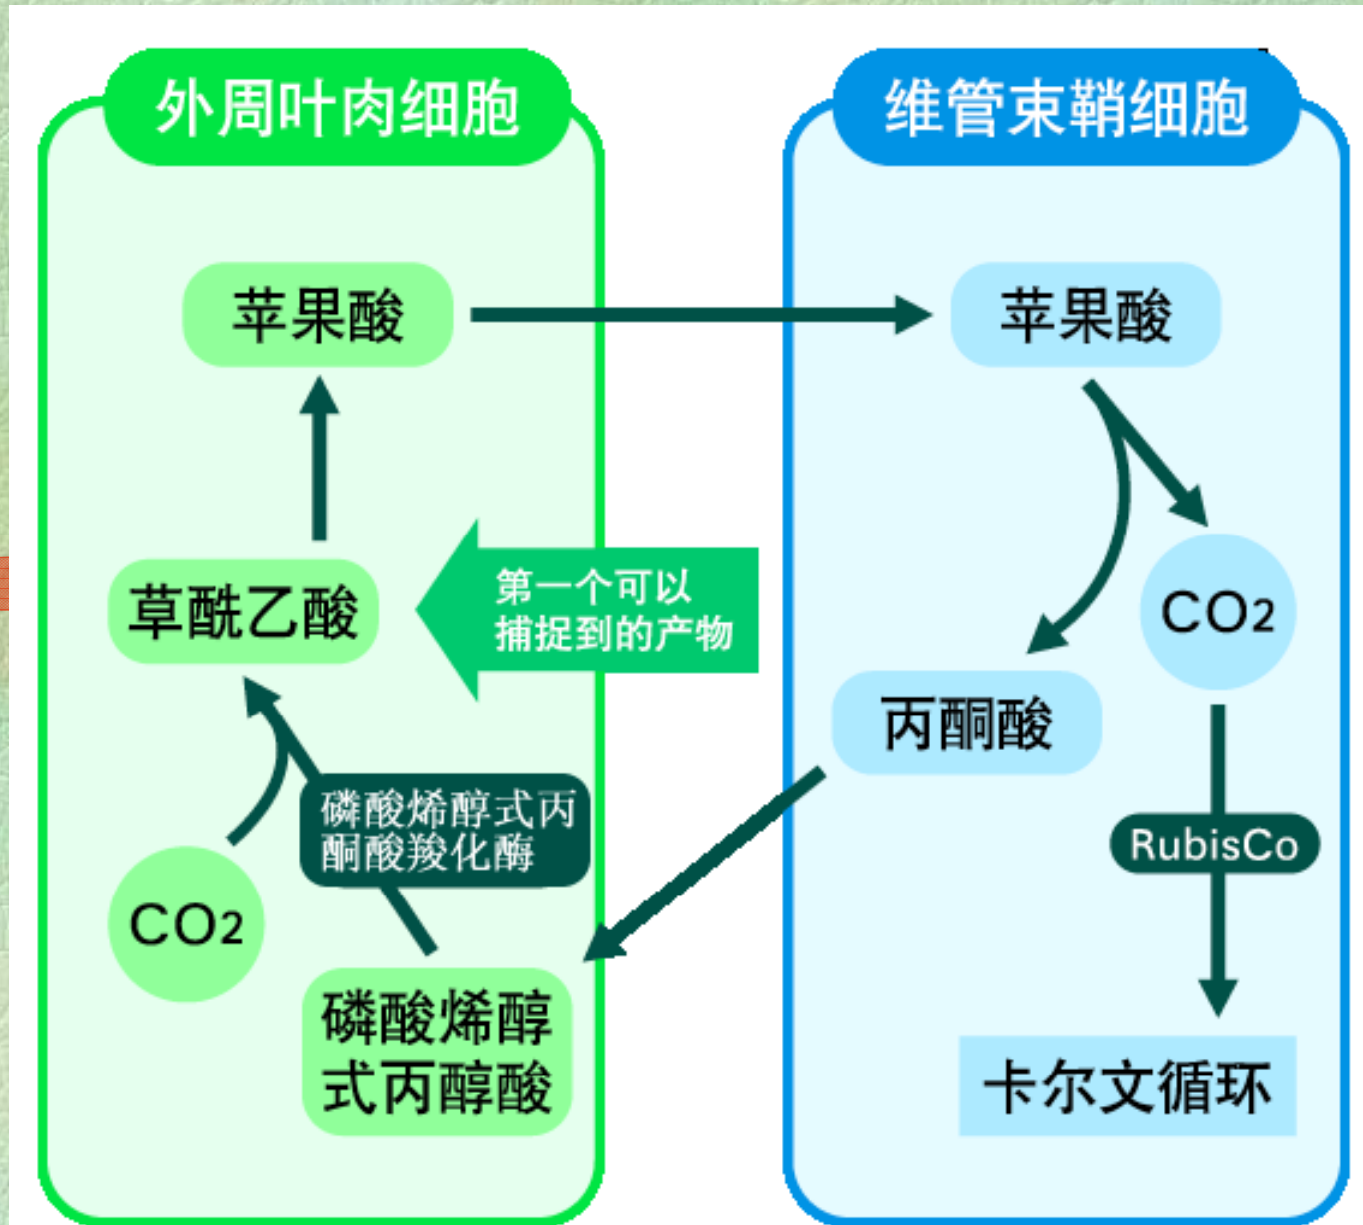 外周叶肉细胞
维管束鞘细胞
苹果酸
苹果酸
草酰乙酸
第一个可以
捕捉到的产物
CO2
丙酮酸
磷酸烯醇式丙
酮酸羧化酶
RubisCo
CO2
磷酸烯醇
式丙醇酸
卡尔文循环